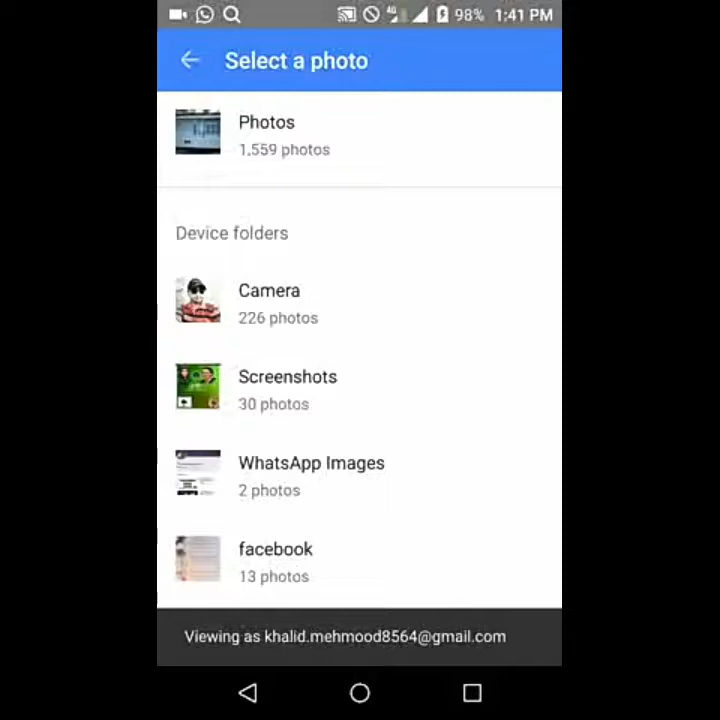 98% 1:41 PM
Select a photo
Photos
1,559 photos
Device folders
Camera
226 photos
Screenshots
30 photos
WhatsApp Images
2 photos
facebook
13 photos
Viewing as khalid.mehmood8564@gmail.com